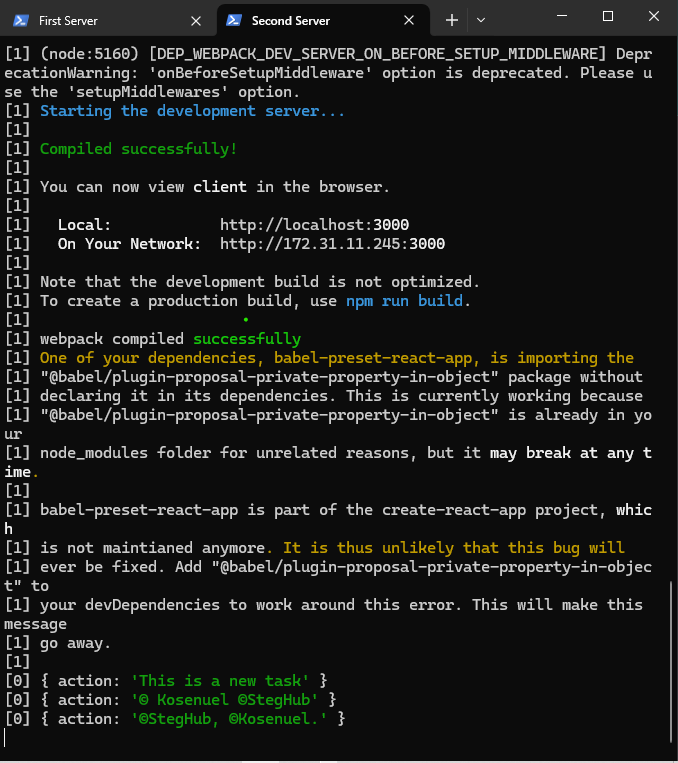 First Server
Second Server
[1] (node:5160) [DEP_WEBPACK_DEV_SERVER_ON_BEFORE_SETUP_MIDDLEWARE] Depr
ecationWarning: 'onBeforeSetupMiddleware' option is deprecated. Please u
se the 'setupMiddlewares' option.
[1] Starting the development server...
[1]
[1] Compiled successfully!
[1]
[1] You can now view client in the browser.
[1]
[1]   Local:            http://localhost:3000
[1]   On Your Network:  http://172.31.11.245:3000
[1]
[1] Note that the development build is not optimized.
[1] To create a production build, use npm run build.
[1]
[1] webpack compiled successfully
[1] One of your dependencies, babel-preset-react-app, is importing the
[1] "@babel/plugin-proposal-private-property-in-object" package without
[1] declaring it in its dependencies. This is currently working because
[1] "@babel/plugin-proposal-private-property-in-object" is already in yo
ur
[1] node_modules folder for unrelated reasons, but it may break at any t
ime.
[1]
[1] babel-preset-react-app is part of the create-react-app project, whic
h
[1] is not maintianed anymore. It is thus unlikely that this bug will
[1] ever be fixed. Add "@babel/plugin-proposal-private-property-in-objec
t" to
[1] your devDependencies to work around this error. This will make this
message
[1] go away.
[1]
[0] { action: 'This is a new task' }
[0] { action: '© Kosenuel ©StegHub' }
[0] { action: '©StegHub, ©Kosenuel.' }